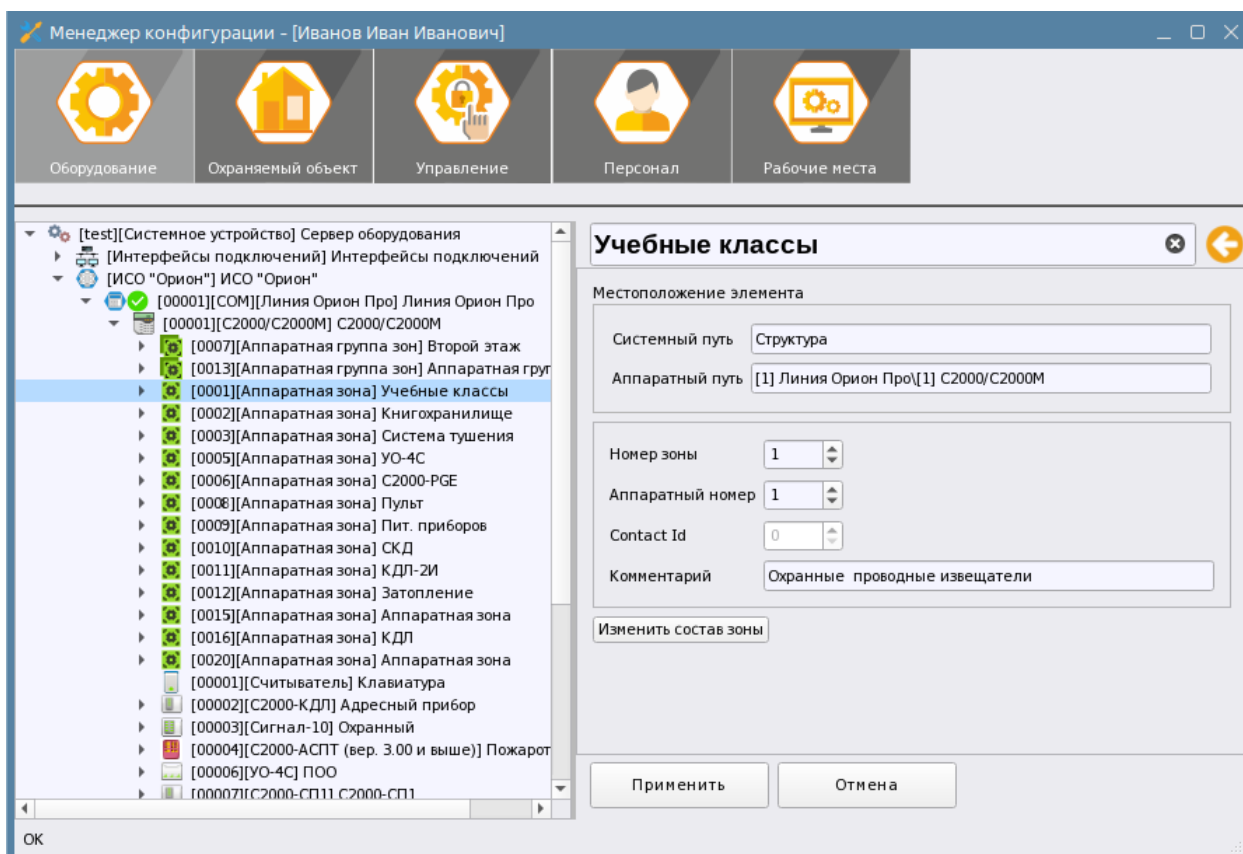 Менеджер конфигурации – [Иванов Иван Иванович]
Оборудование
Охраняемый объект
Управление
Персонал
Рабочие места
[test][Системное устройство] Сервер оборудования
[Интерфейсы подключений] Интерфейсы подключений
[ИСО "Орион"] ИСО "Орион"
[00001][COM][Линия Орион Про] Линия Орион Про
[00001][С2000/С2000М] С2000/С2000М
[0007][Аппаратная группа зон] Второй этаж
[0013][Аппаратная группа зон] Аппаратная груг
[0001][Аппаратная зона] Учебные классы
[0002][Аппаратная зона] Книгохранилище
[0003][Аппаратная зона] Система тушения
[0005][Аппаратная зона] УО-4С
[0006][Аппаратная зона] С2000-PGE
[0008][Аппаратная зона] Пульт
[0009][Аппаратная зона] Пит. приборов
[0010][Аппаратная зона] СКД
[0011][Аппаратная зона] КДЛ-2И
[0012][Аппаратная зона] Затопление
[0015][Аппаратная зона] Аппаратная зона
[0016][Аппаратная зона] КДЛ
[0020][Аппаратная зона] Аппаратная зона
[00001][Считыватель] Клавиатура
[00002][С2000-КДЛ] Адресный прибор
[00003][Сигнал-10] Охранный
[00004][С2000-АСПТ (вер. 3.00 и выше)] Пожарот
[00006][УО-4С] ПОО
[00007][С2000-СП1] С2000-СП1
Учебные классы
Местоположение элемента
Системный путь Структура
Аппаратный путь [1] Линия Орион Про\[1] С2000/С2000М
Номер зоны 1
Аппаратный номер 1
Contact Id 0
Комментарий Охранные проводные извещатели
Изменить состав зоны
Применить
Отмена
OK